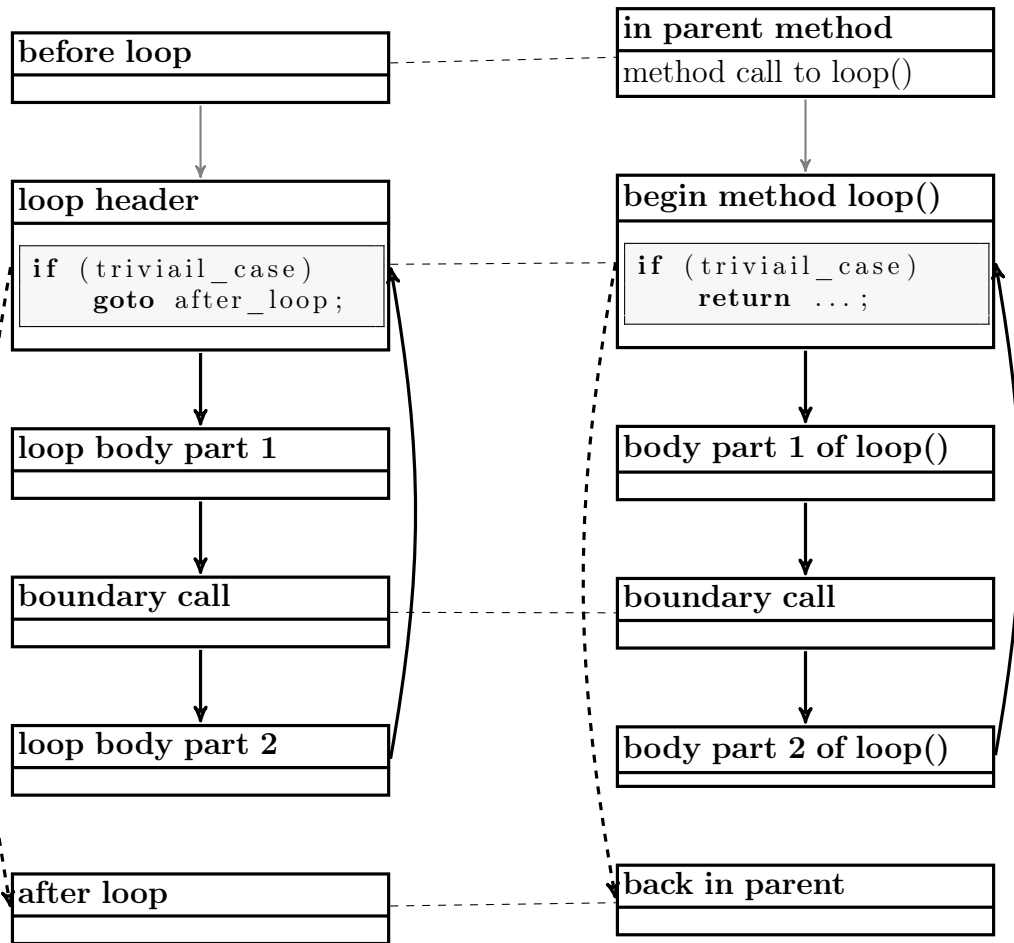 before loop
loop header
if (triviail_case)
goto after_loop;
loop body part 1
boundary call
loop body part 2
after loop
in parent method
method call to loop()
begin method loop()
if (triviail_case)
return ...;
body part 1 of loop()
boundary call
body part 2 of loop()
back in parent